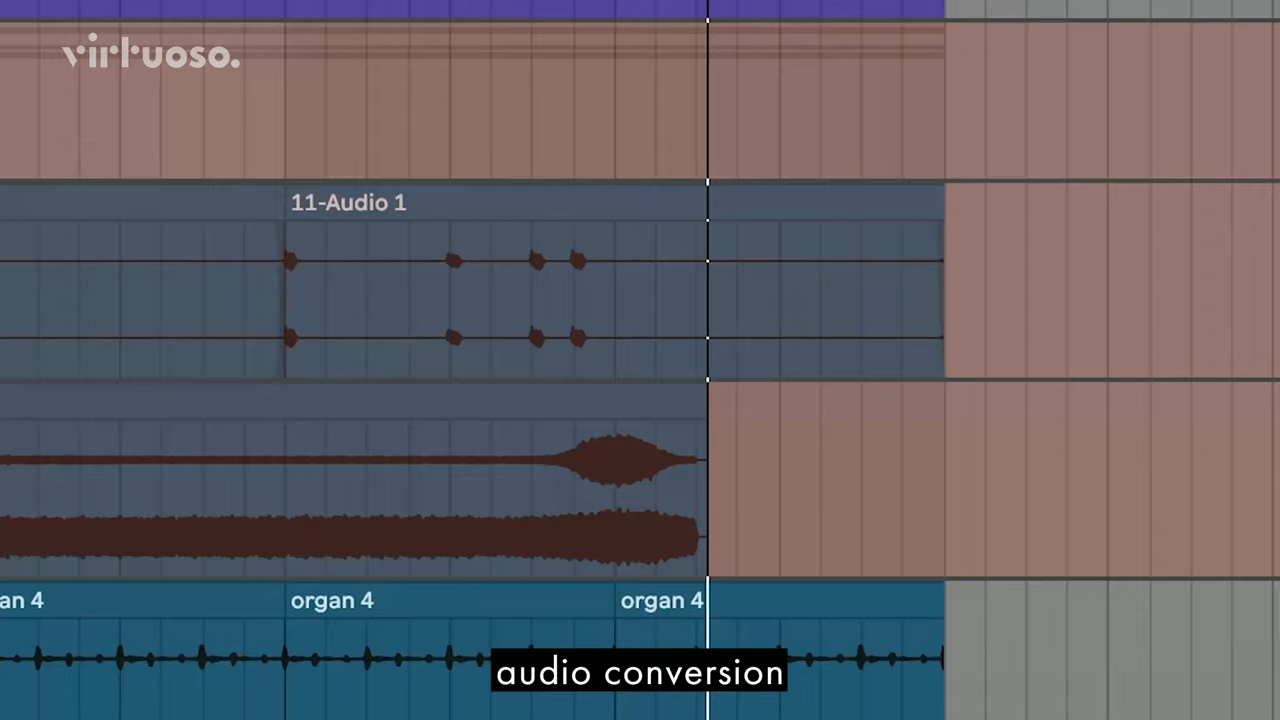 virtuoso.
11-Audio 1
an 4
organ 4
organ 4
audio conversion